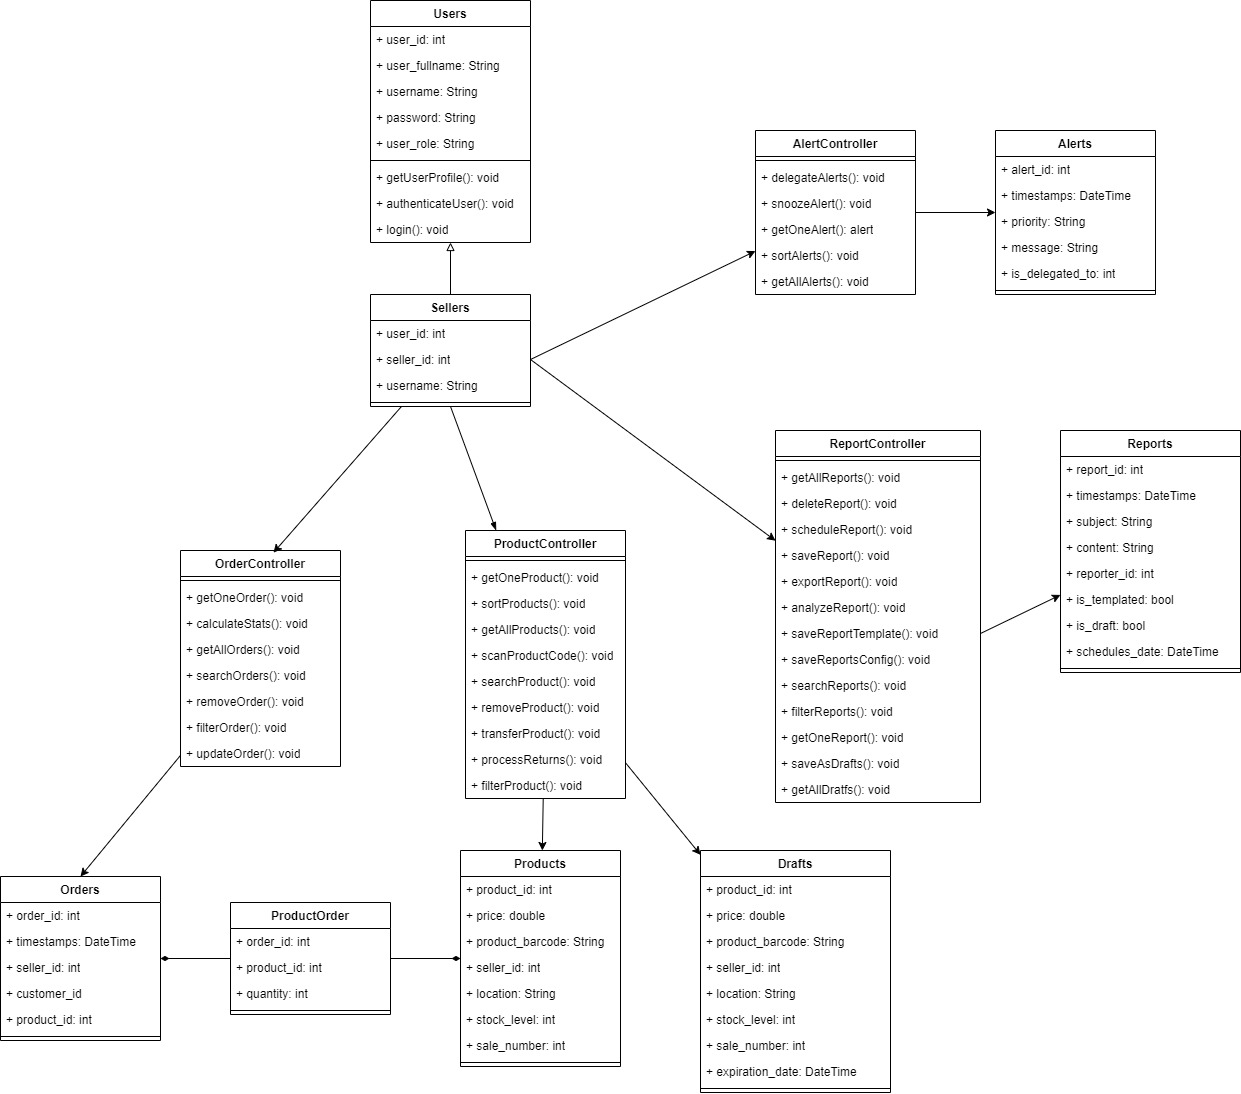 Users
+ user_id: int
+ user_fullname: String
+ username: String
+ password: String
+ user_role: String
+ getUserProfile(): void
+ authenticateUser(): void
+ login(): void
AlertController
+ delegateAlerts(): void
+ snoozeAlert(): void
+ getOneAlert(): alert
+ sortAlerts(): void
+ getAllAlerts(): void
Alerts
+ alert_id: int
+ timestamps: DateTime
+ priority: String
+ message: String
+ is_delegated_to: int
Sellers
+ user_id: int
+ seller_id: int
+ username: String
ReportController
+ getAllReports(): void
+ deleteReport(): void
+ scheduleReport(): void
+ saveReport(): void
+ exportReport(): void
+ analyzeReport(): void
+ saveReportTemplate(): void
+ saveReportsConfig(): void
+ searchReports(): void
+ filterReports(): void
+ getOneReport(): void
+ saveAsDrafts(): void
+ getAllDratfs(): void
Reports
+ report_id: int
+ timestamps: DateTime
+ subject: String
+ content: String
+ reporter_id: int
+ is_templated: bool
+ is_draft: bool
+ schedules_date: DateTime
OrderController
+ getOneOrder(): void
+ calculateStats(): void
+ getAllOrders(): void
+ searchOrders(): void
+ removeOrder(): void
+ filterOrder(): void
+ updateOrder(): void
ProductController
+ getOneProduct(): void
+ sortProducts(): void
+ getAllProducts(): void
+ scanProductCode(): void
+ searchProduct(): void
+ removeProduct(): void
+ transferProduct(): void
+ processReturns(): void
+ filterProduct(): void
Orders
+ order_id: int
+ timestamps: DateTime
+ seller_id: int
+ customer_id
+ product_id: int
ProductOrder
+ order_id: int
+ product_id: int
+ quantity: int
Products
+ product_id: int
+ price: double
+ product_barcode: String
+ seller_id: int
+ location: String
+ stock_level: int
+ sale_number: int
Drafts
+ product_id: int
+ price: double
+ product_barcode: String
+ seller_id: int
+ location: String
+ stock_level: int
+ sale_number: int
+ expiration_date: DateTime